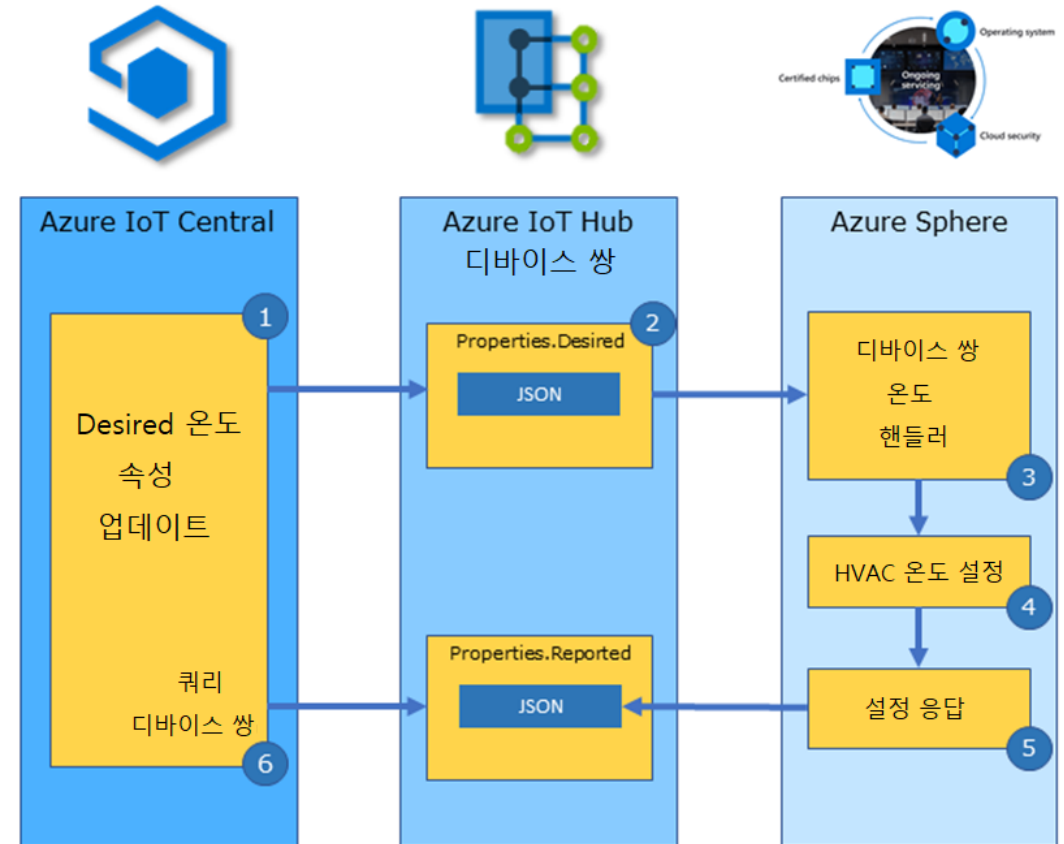 Operating system
Certified chips
Ongoing
servicing
Cloud security
Azure IoT Central
1
Desired 온도
속성
업데이트
쿼리
디바이스 쌍
6
Azure IoT Hub
디바이스 쌍
2
Properties.Desired
JSON
Properties.Reported
JSON
Azure Sphere
디바이스 쌍
온도
핸들러
3
HVAC 온도 설정
4
설정 응답
5